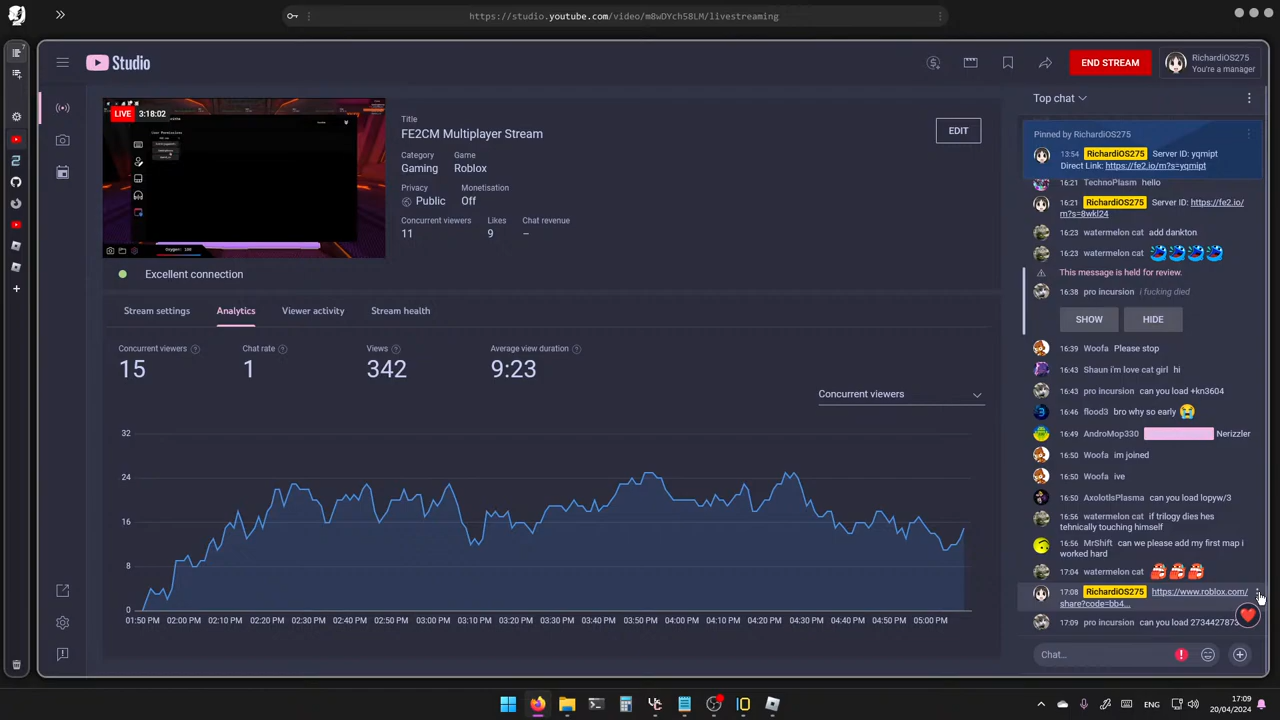 https://studio.youtube.com/video/m8wDYch58LM/livestreaming
7
Studio
END STREAM
RichardiOS275
You're a manager
LIVE 3:18:02
Title
FE2CM Multiplayer Stream
EDIT
Category
Game
Gaming
Roblox
Privacy
Monetisation
Public
Off
Concurrent viewers
Likes
Chat revenue
11
9
–
Oxygen: 100
Excellent connection
Stream settings
Analytics
Viewer activity
Stream health
Concurrent viewers
Chat rate
Views
Average view duration
15
1
342
9:23
Concurrent viewers
32
24
16
8
0
01:50 PM 02:00 PM 02:10 PM 02:20 PM 02:30 PM 02:40 PM 02:50 PM 03:00 PM 03:10 PM 03:20 PM 03:30 PM 03:40 PM 03:50 PM 04:00 PM 04:10 PM 04:20 PM 04:30 PM 04:40 PM 04:50 PM 05:00 PM
Top chat
Pinned by RichardiOS275
13:54 RichardiOS275 Server ID: yqmipt
Direct Link: https://fe2.io/m?s=yqmipt
16:21 TechnoPlasm hello
16:21 RichardiOS275 Server ID: https://fe2.io/
m?s=8wkl24
16:23 watermelon cat add dankton
16:23 watermelon cat
This message is held for review.
16:38 pro incursion i fucking died
SHOW
HIDE
16:39 Woofa Please stop
16:43 Shaun i'm love cat girl hi
16:43 pro incursion can you load +kn3604
16:46 flood3 bro why so early 😭
16:49 AndroMop330 Nerizzler
16:50 Woofa im joined
16:50 Woofa ive
16:50 AxolotlsPlasma can you load lopyw/3
16:56 watermelon cat if trilogy dies hes
tehnically touching himself
16:56 MrShift can we please add my first map i
worked hard
17:04 watermelon cat
17:08 RichardiOS275 https://www.roblox.com/
share?code=bb4...
17:09 pro incursion can you load 273442787
Chat...
ENG
17:09
20/04/2024